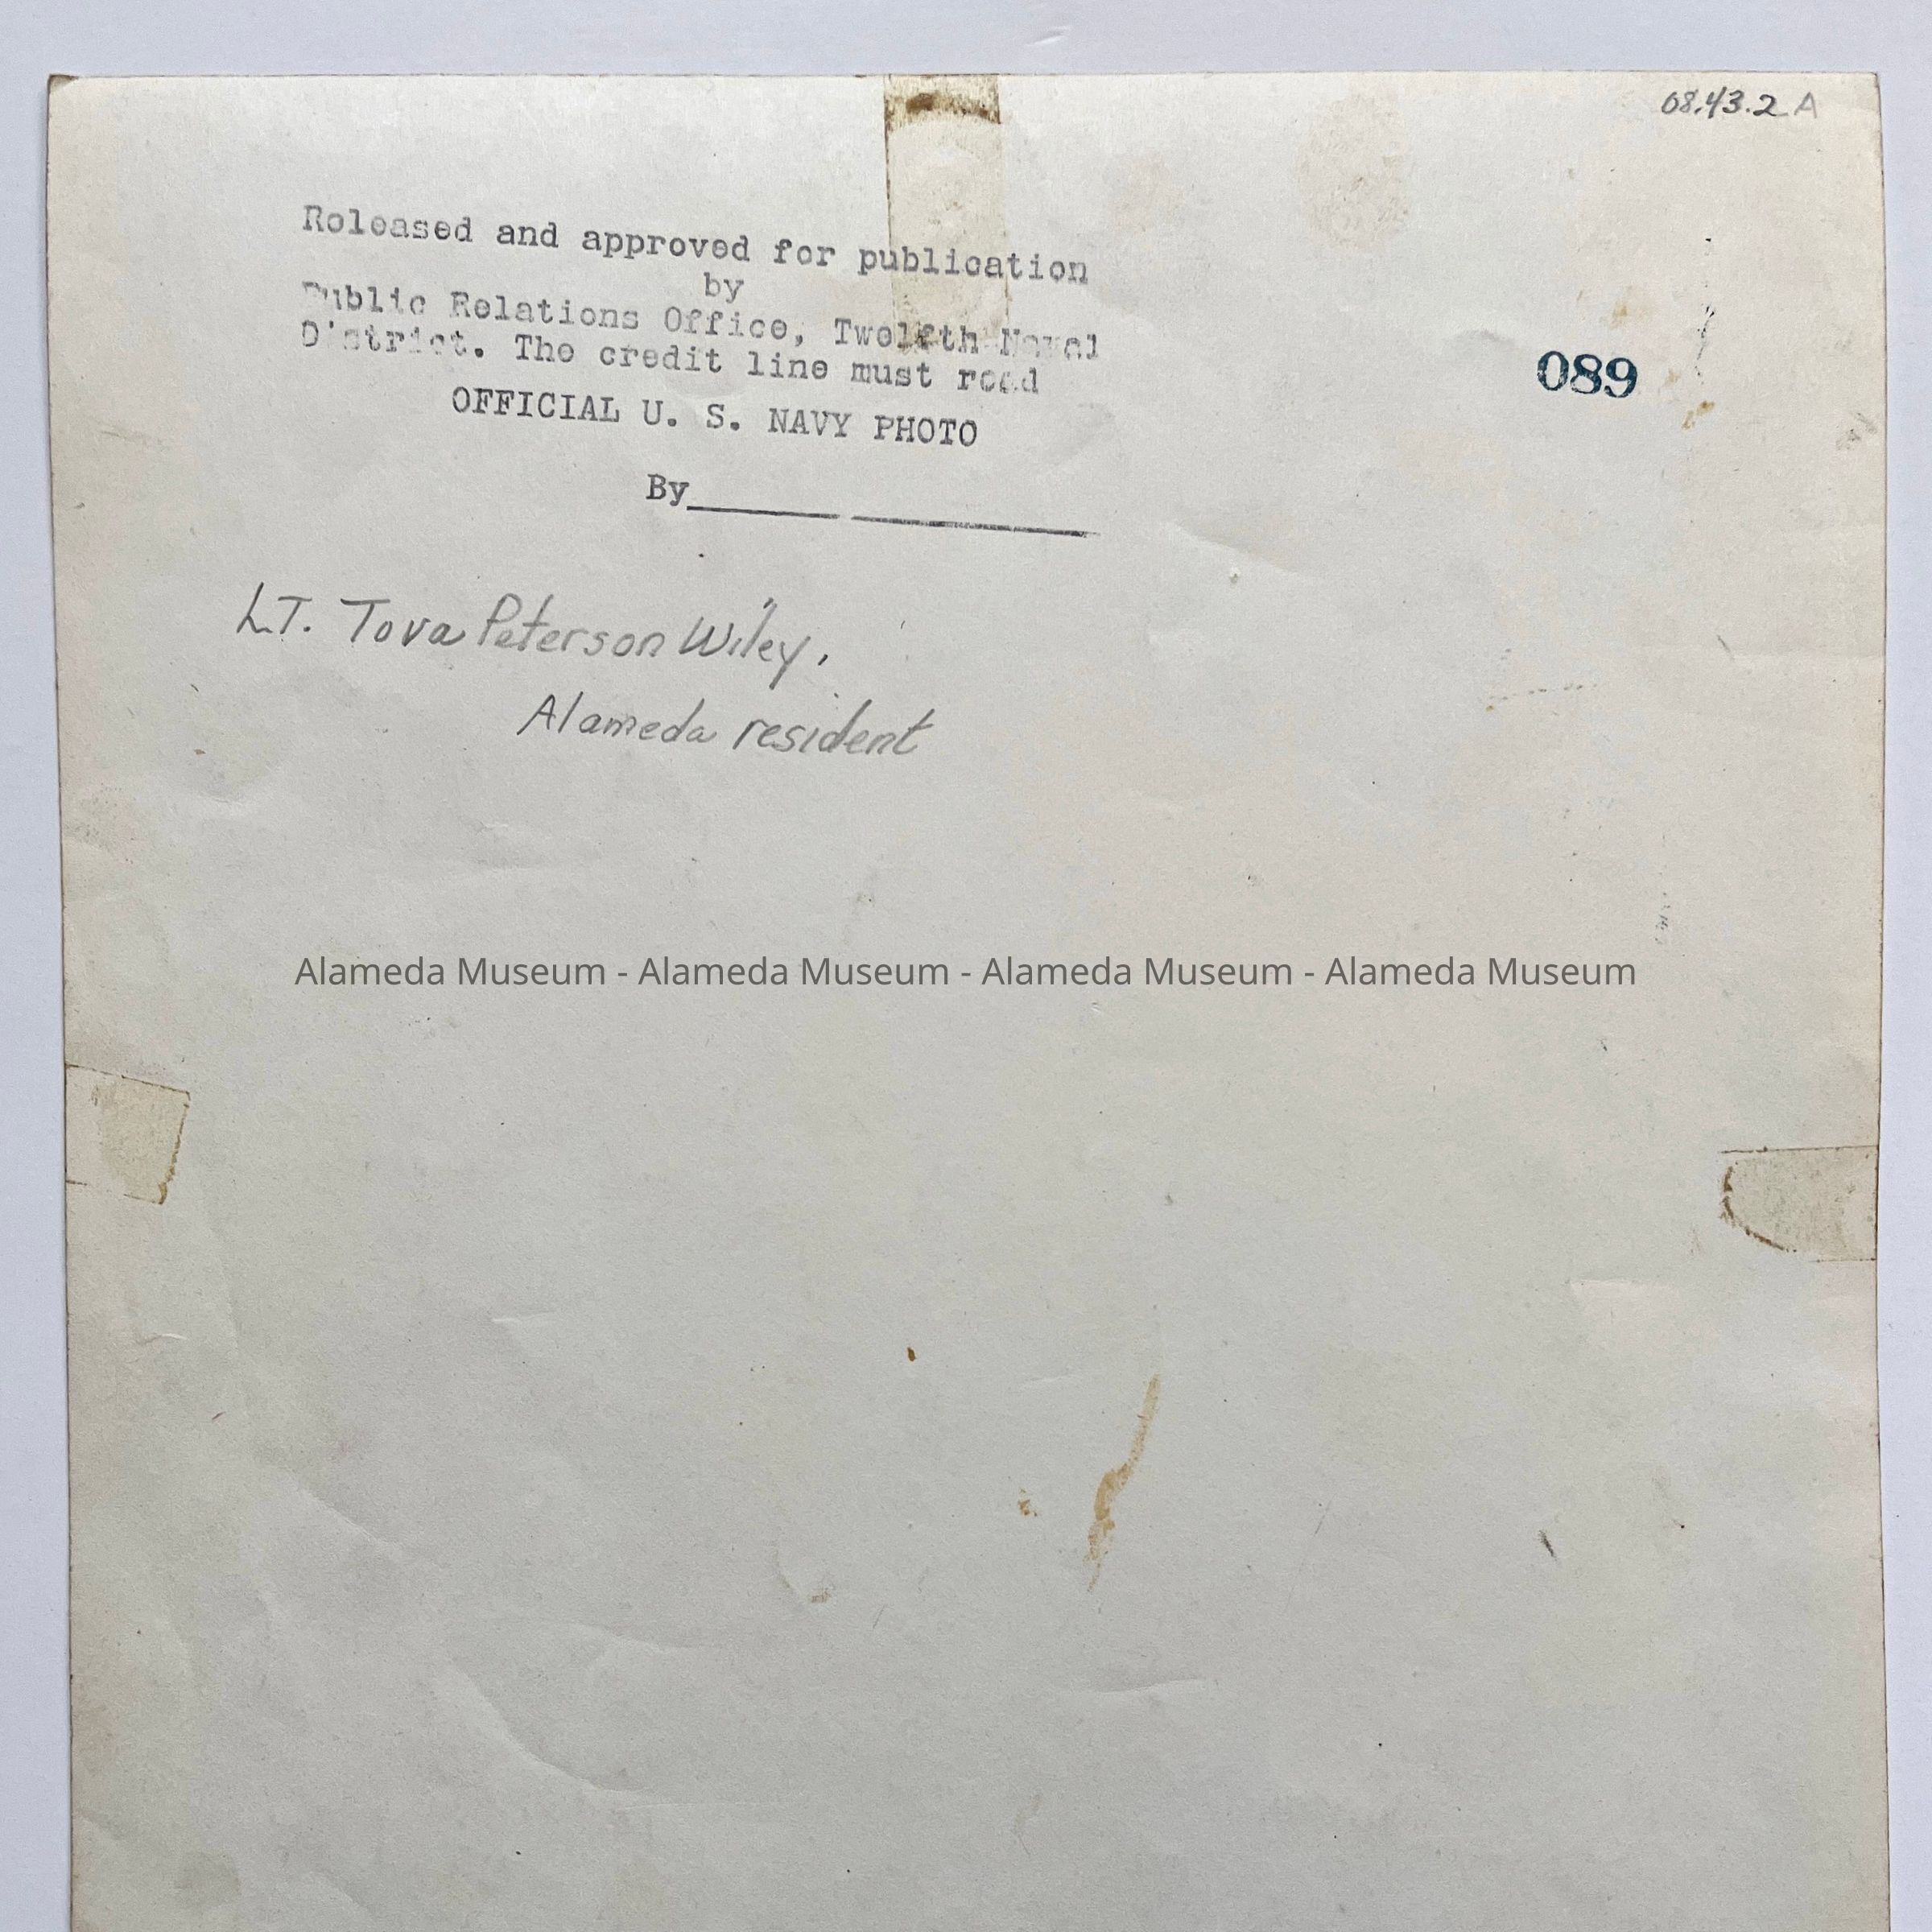 08.43.2 A
Released and approved for publication
by
Public Relations Office, Twelfth Naval
District. The credit line must read
OFFICIAL U. S. NAVY PHOTO
By
089
LT. Tova Peterson Wiley,
Alameda resident
Alameda Museum - Alameda Museum - Alameda Museum - Alameda Museum